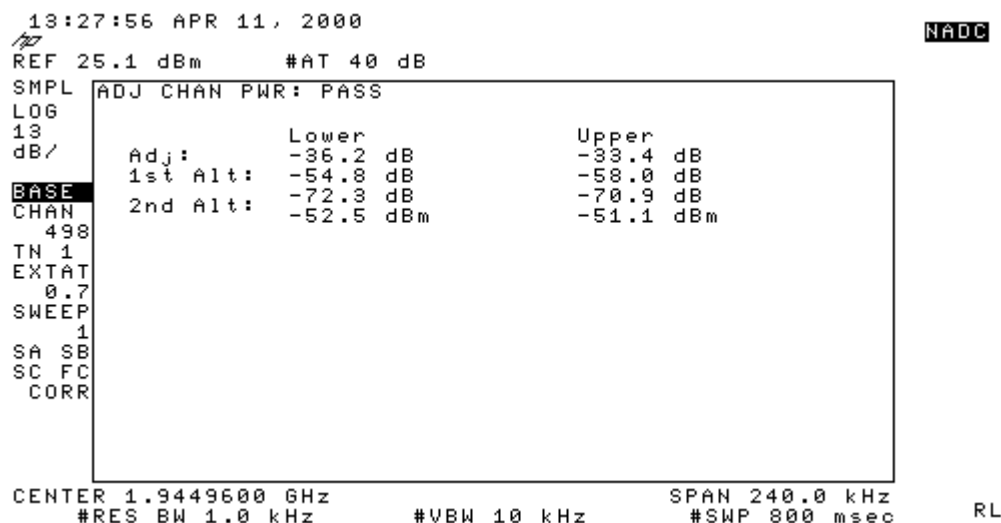 13:27:56 APR 11, 2000
hp
NADC
REF 25.1 dBm #AT 40 dB
SMPL
LOG
13
dB/
BASE
CHAN
498
TN 1
EXTAT
0.7
SWEEP
1
SA SB
SC FC
CORR
ADJ CHAN PWR: PASS
Lower Upper
Adj: -36.2 dB -33.4 dB
1st Alt: -54.8 dB -58.0 dB
2nd Alt: -72.3 dB -70.9 dB
-52.5 dBm -51.1 dBm
CENTER 1.9449600 GHz SPAN 240.0 kHz
#RES BW 1.0 kHz #VBW 10 kHz #SWP 800 msec
RL